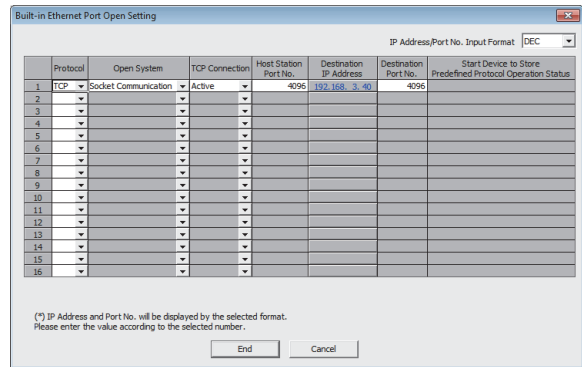 Built-in Ethernet Port Open Setting
IP Address/Port No. Input Format DEC
Protocol Open System TCP Connection Host Station Port No. Destination IP Address Destination Port No. Start Device to Store Predefined Protocol Operation Status
1 TCP Socket Communication Active 4096 192.168. 3. 40 4096
2
3
4
5
6
7
8
9
10
11
12
13
14
15
16
(*) IP Address and Port No. will be displayed by the selected format.
Please enter the value according to the selected number.
End Cancel